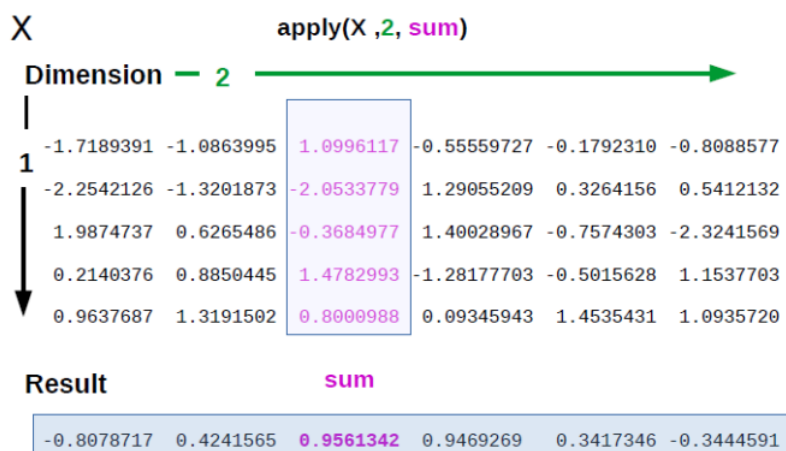 X apply(X ,2, sum)
Dimension 2
1
-1.7189391 -1.0863995 1.0996117 -0.55559727 -0.1792310 -0.8088577
-2.2542126 -1.3201873 -2.0533779 1.29055209 0.3264156 0.5412132
1.9874737 0.6265486 -0.3684977 1.40028967 -0.7574303 -2.3241569
0.2140376 0.8850445 1.4782993 -1.28177703 -0.5015628 1.1537703
0.9637687 1.3191502 0.8000988 0.09345943 1.4535431 1.0935720
Result sum
-0.8078717 0.4241565 0.9561342 0.9469269 0.3417346 -0.3444591